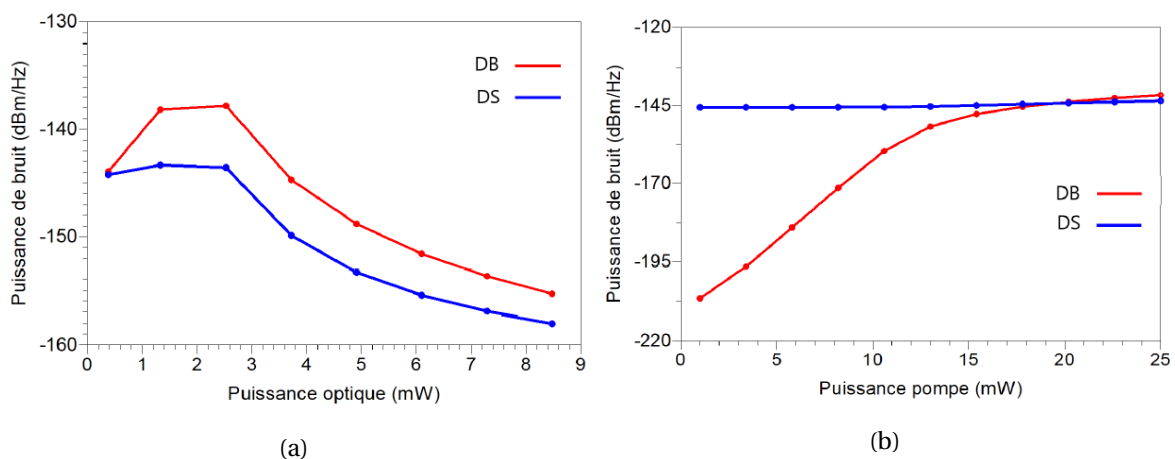 -130
-140
-150
-160
Puissance de bruit (dBm/Hz)
DB
DS
0 1 2 3 4 5 6 7 8 9
Puissance optique (mW)
(a)
-120
-145
-170
-195
-220
Puissance de bruit (dBm/Hz)
DB
DS
0 5 10 15 20 25
Puissance pompe (mW)
(b)